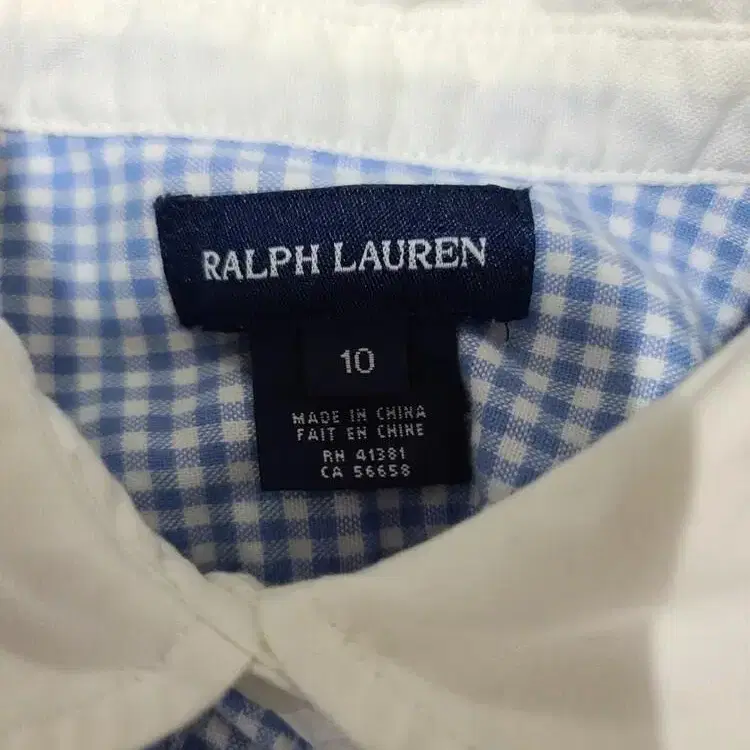 RALPH LAUREN
10
MADE IN CHINA
FAIT EN CHINE
RN 41381
CA 56658